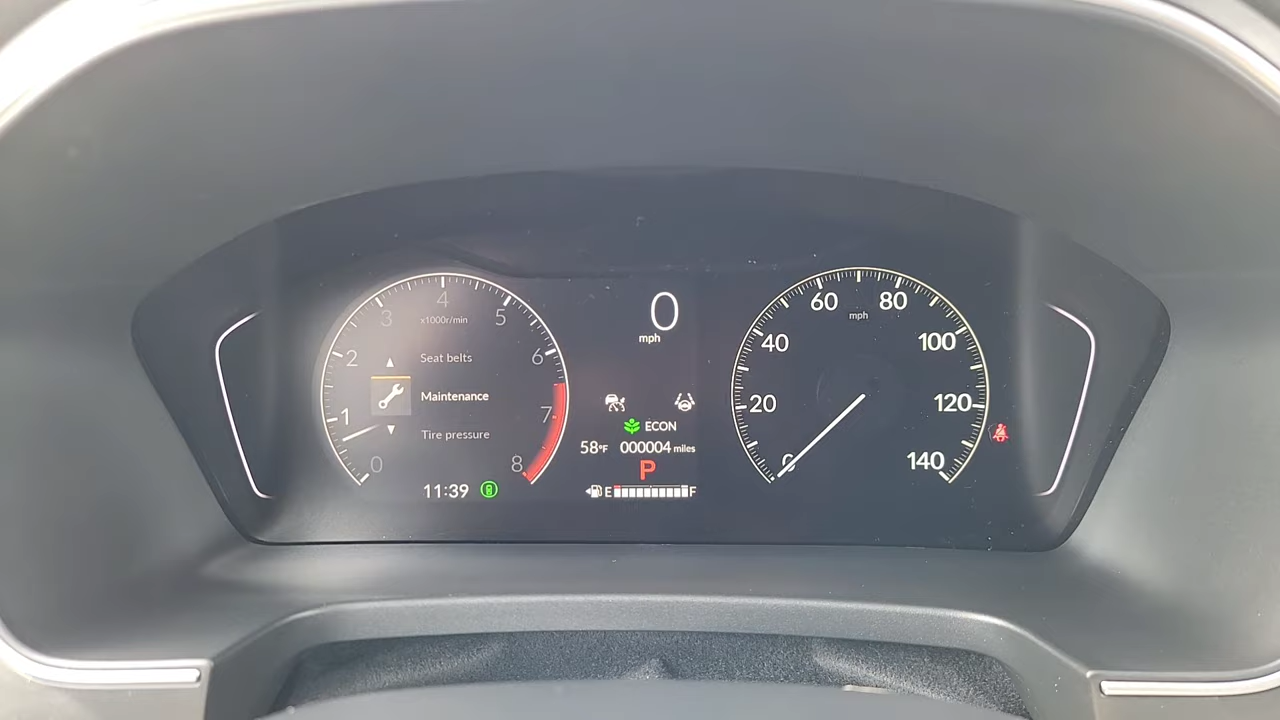 4
3
x1000r/min
5
2
6
Seat belts
1
Maintenance
7
Tire pressure
0
8
11:39
0
mph
ECON
58°F 000004 miles
P
E F
60 80
mph
40 100
20 120
0 140